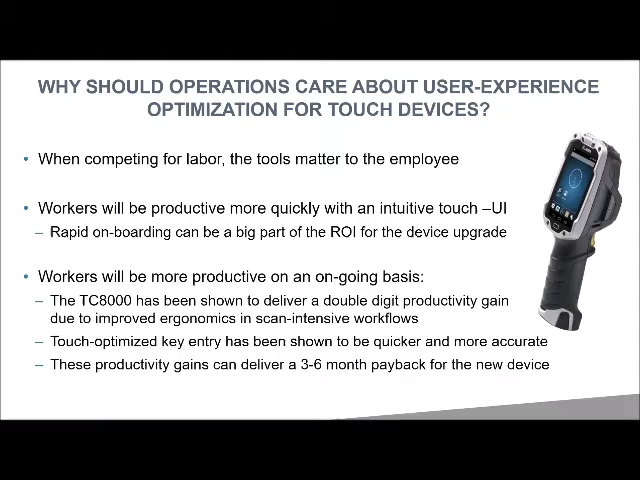 WHY SHOULD OPERATIONS CARE ABOUT USER-EXPERIENCE
OPTIMIZATION FOR TOUCH DEVICES?
• When competing for labor, the tools matter to the employee
• Workers will be productive more quickly with an intuitive touch –UI
– Rapid on-boarding can be a big part of the ROI for the device upgrade
• Workers will be more productive on an on-going basis:
– The TC8000 has been shown to deliver a double digit productivity gain
due to improved ergonomics in scan-intensive workflows
– Touch-optimized key entry has been shown to be quicker and more accurate
– These productivity gains can deliver a 3-6 month payback for the new device